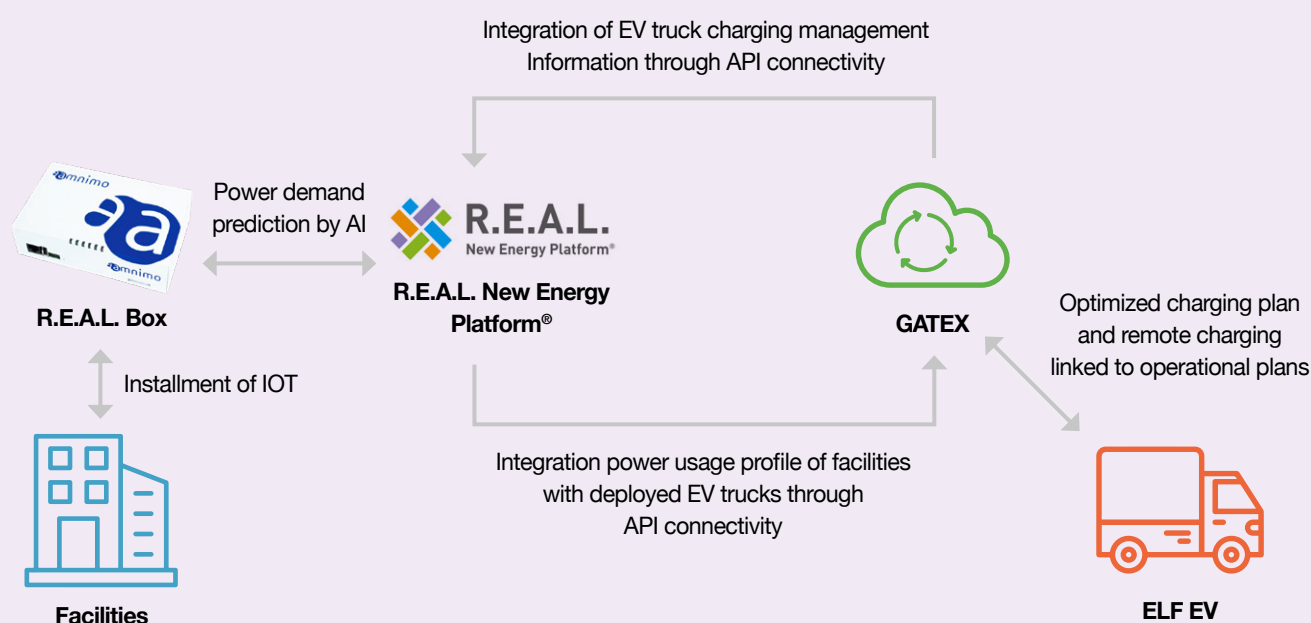 Integration of EV truck charging management
Information through API connectivity
omnimo
aa
omnimo
Power demand
prediction by AI
R.E.A.L.
New Energy Platform®
R.E.A.L. Box
R.E.A.L. New Energy
Platform®
GATEX
Optimized charging plan
and remote charging
linked to operational plans
Installment of IOT
Integration power usage profile of facilities
with deployed EV trucks through
API connectivity
Facilities
ELF EV